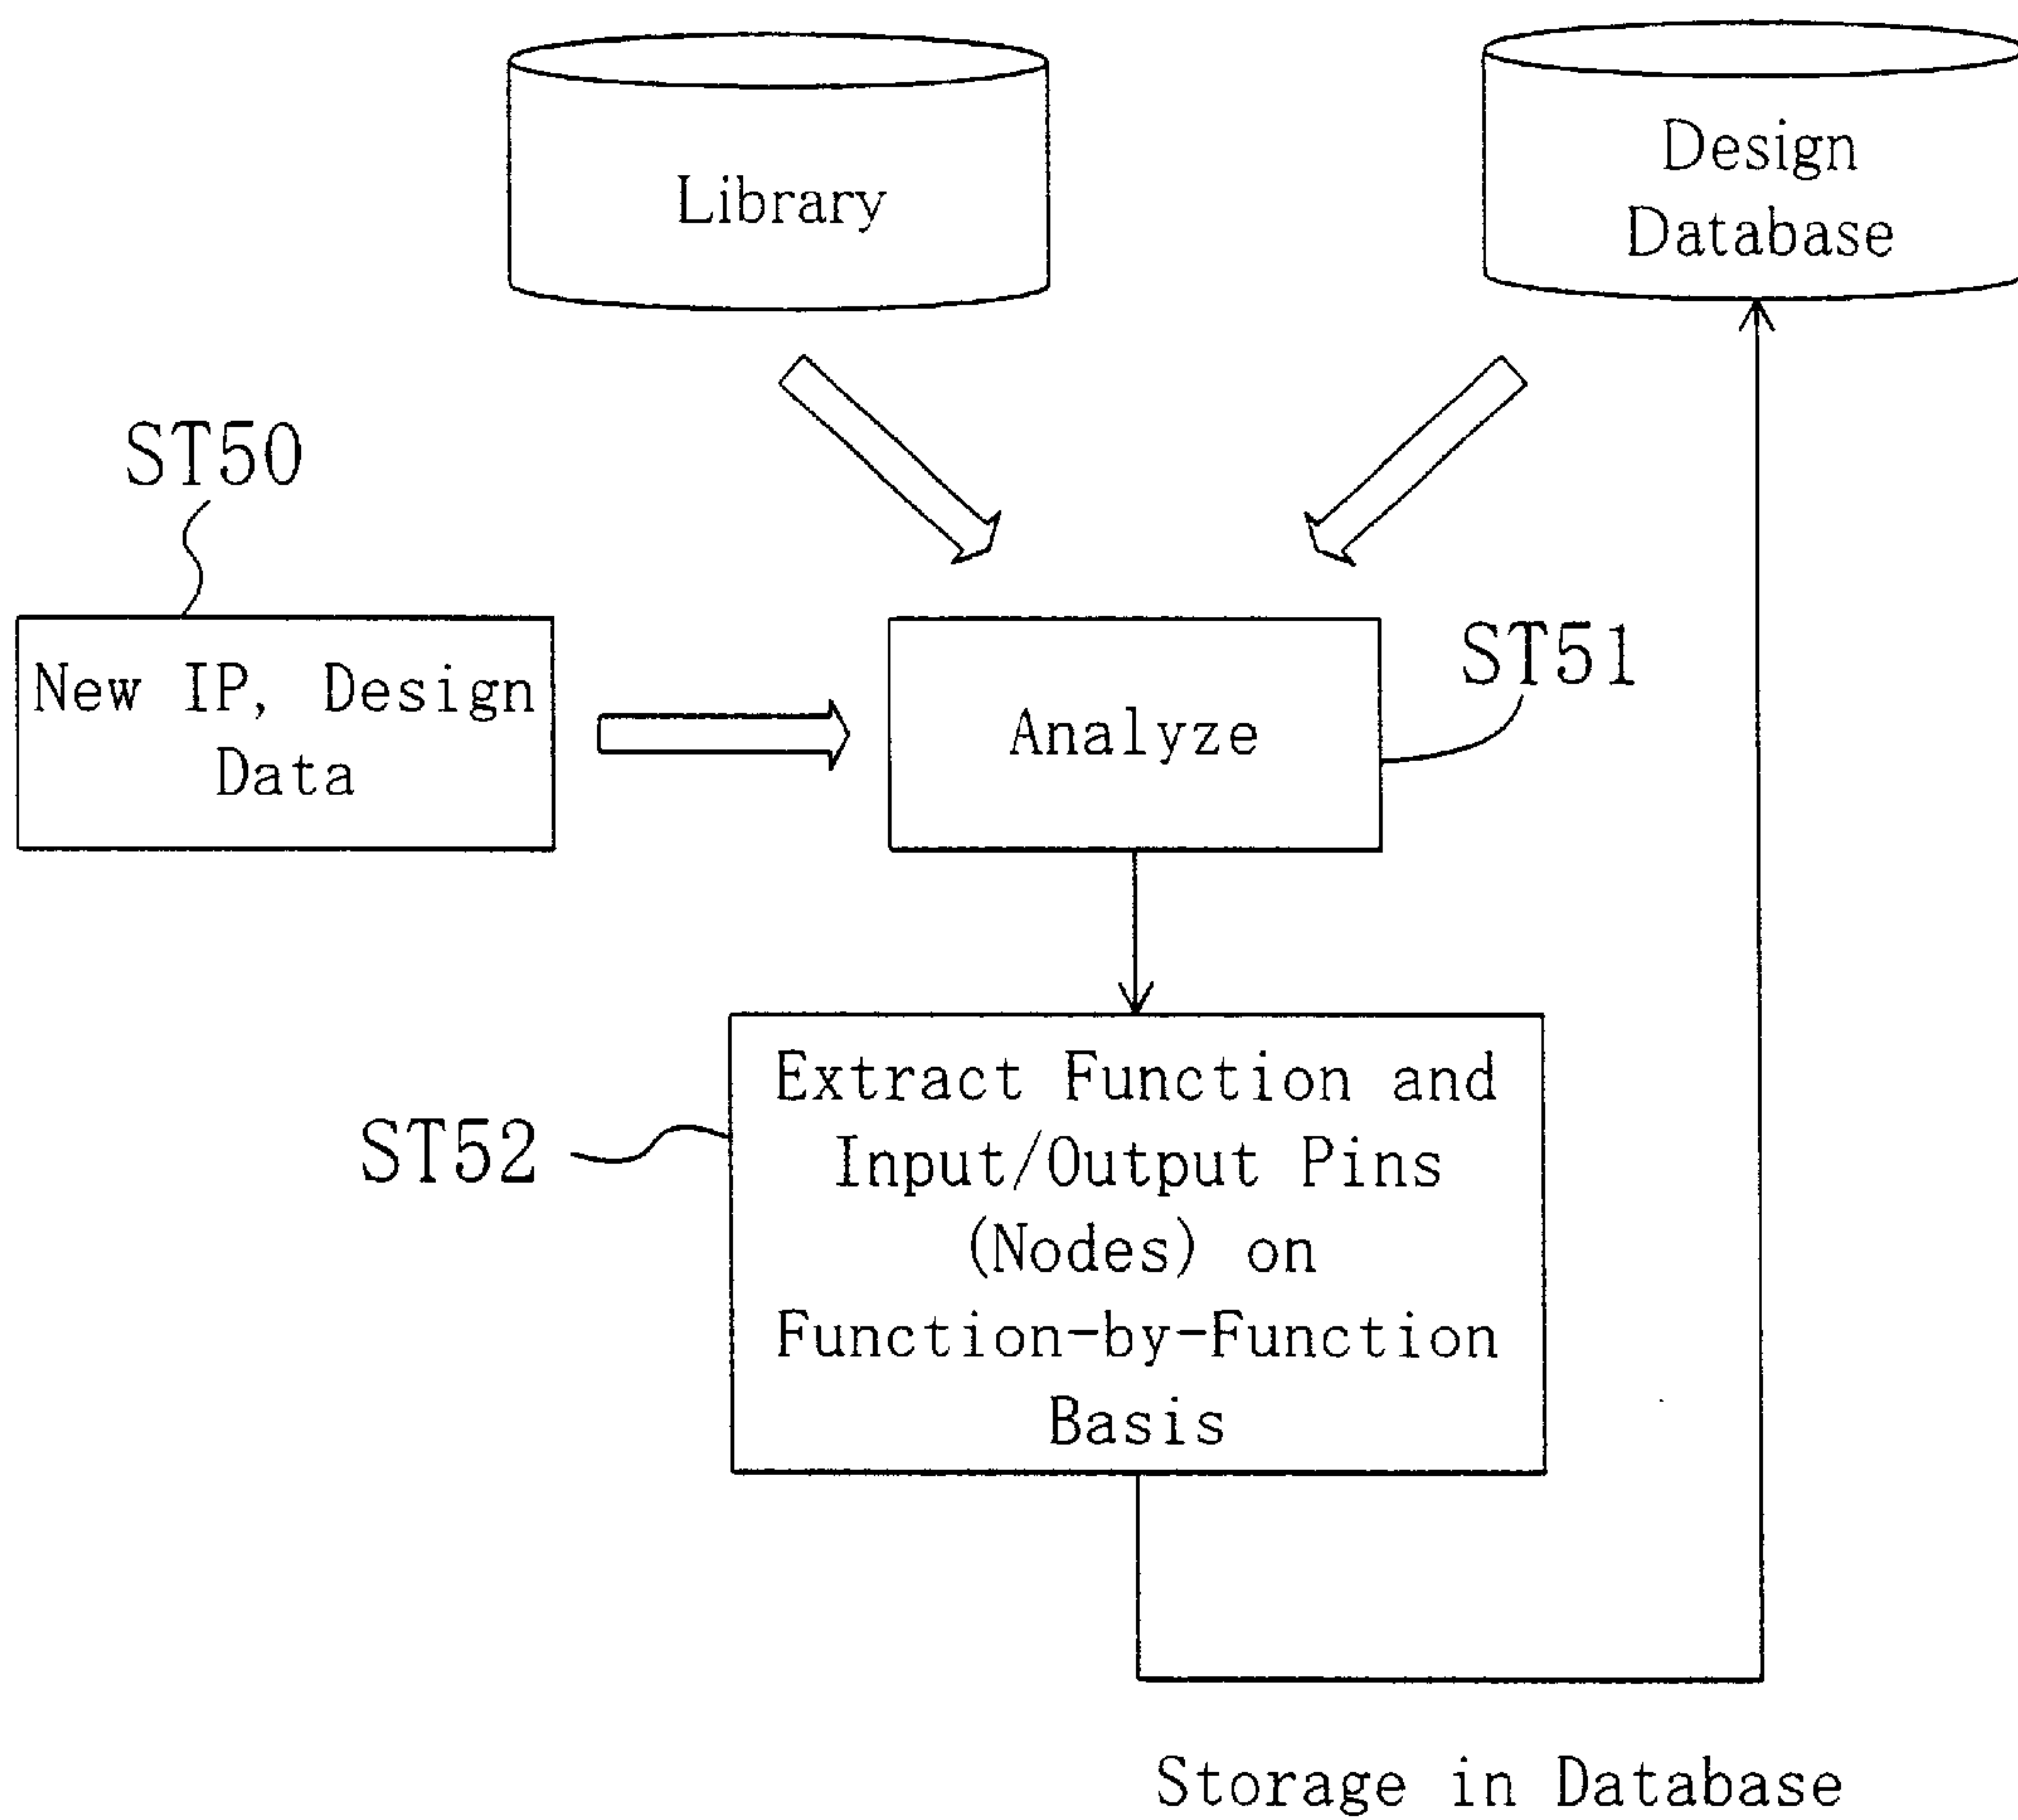 Library
Design
Database
ST50
New IP, Design
Data
Analyze
ST51
ST52
Extract Function and
Input/Output Pins
(Nodes) on
Function-by-Function
Basis
Storage in Database